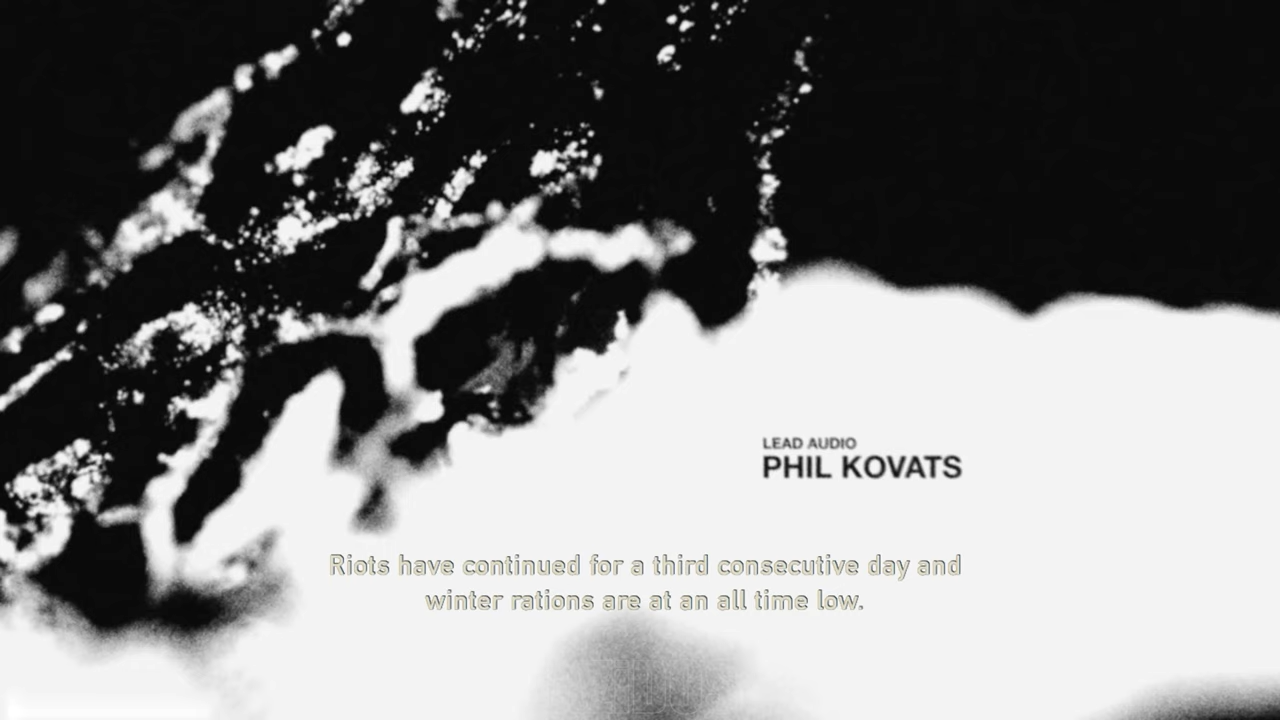 LEAD AUDIO
PHIL KOVATS
Riots have continued for a third consecutive day and
winter rations are at an all time low.